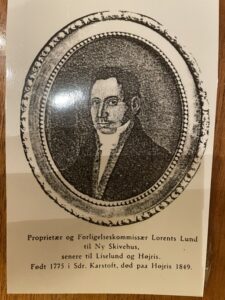 Proprietær og Forligelseskommissær Lorents Lund
til Ny Skivehus,
senere til Liselund og Højris.
Født 1775 i Sdr. Karstoft, død paa Højris 1849.